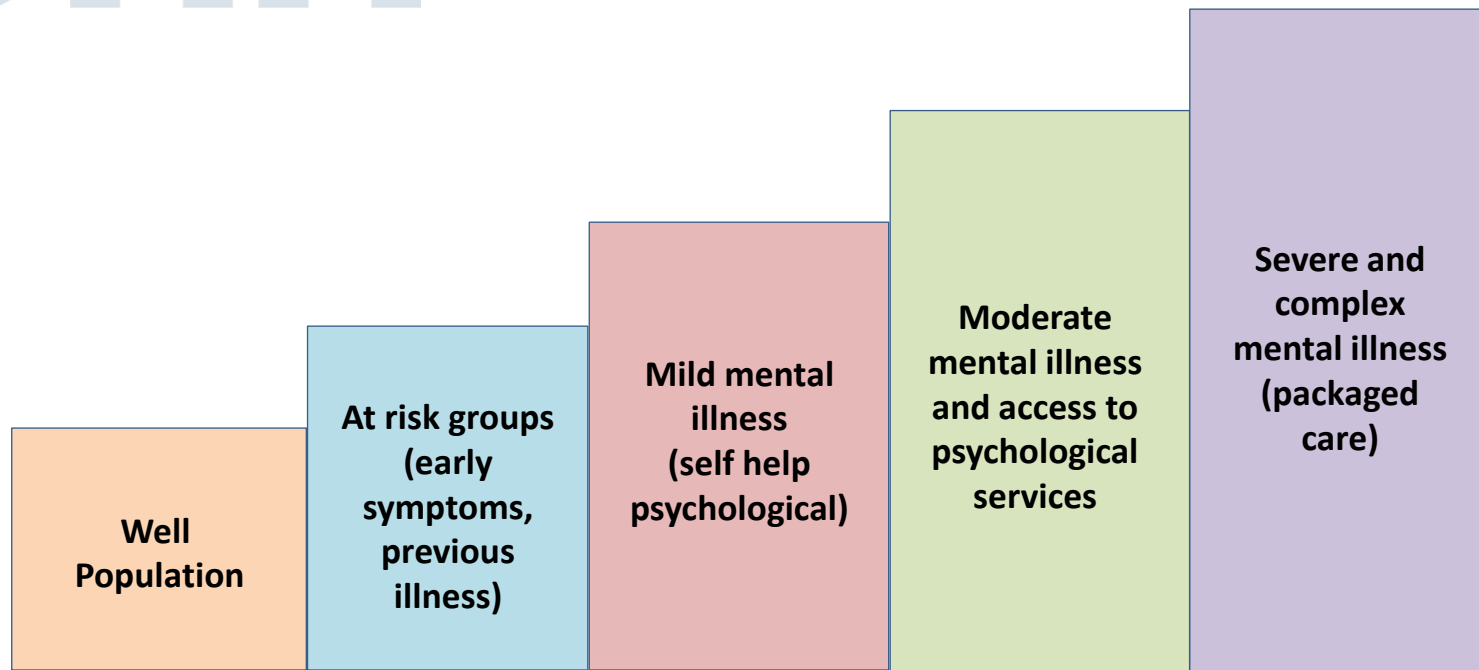 Well
Population
At risk groups
(early
symptoms,
previous
illness)
Mild mental
illness
(self help
psychological)
Moderate
mental illness
and access to
psychological
services
Severe and
complex
mental illness
(packaged
care)